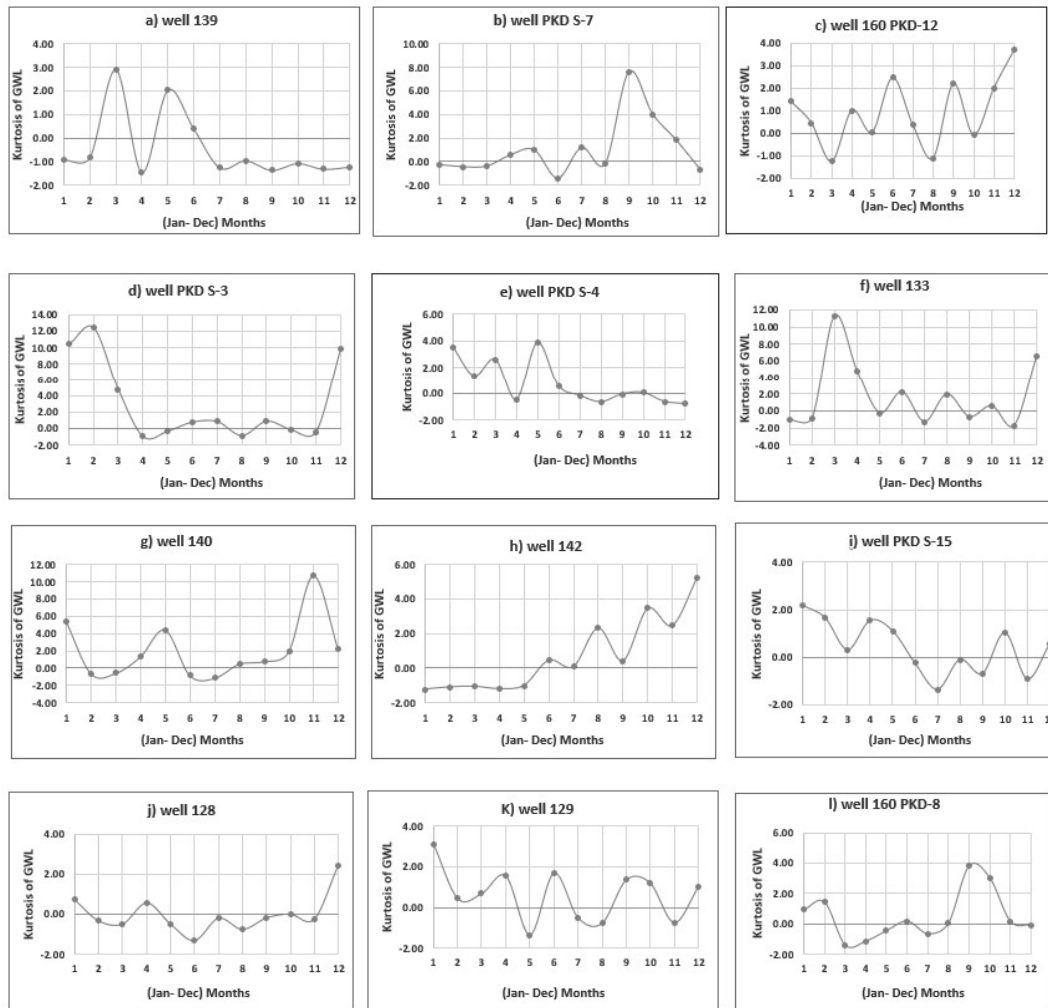 a) well 139
Kurtosis of GWL
4.00
3.00
2.00
1.00
0.00
-1.00
-2.00
1 2 3 4 5 6 7 8 9 10 11 12
(Jan- Dec) Months
b) well PKD S-7
Kurtosis of GWL
10.00
8.00
6.00
4.00
2.00
0.00
-2.00
1 2 3 4 5 6 7 8 9 10 11 12
(Jan- Dec) Months
c) well 160 PKD-12
Kurtosis of GWL
4.00
3.00
2.00
1.00
0.00
-1.00
-2.00
1 2 3 4 5 6 7 8 9 10 11 12
(Jan- Dec) Months
d) well PKD S-3
Kurtosis of GWL
14.00
12.00
10.00
8.00
6.00
4.00
2.00
0.00
-2.00
1 2 3 4 5 6 7 8 9 10 11 12
(Jan- Dec) Months
e) well PKD S-4
Kurtosis of GWL
6.00
4.00
2.00
0.00
-2.00
1 2 3 4 5 6 7 8 9 10 11 12
(Jan- Dec) Months
f) well 133
Kurtosis of GWL
12.00
10.00
8.00
6.00
4.00
2.00
0.00
-2.00
-4.00
1 2 3 4 5 6 7 8 9 10 11 12
(Jan- Dec) Months
g) well 140
Kurtosis of GWL
12.00
10.00
8.00
6.00
4.00
2.00
0.00
-2.00
-4.00
1 2 3 4 5 6 7 8 9 10 11 12
(Jan- Dec) Months
h) well 142
Kurtosis of GWL
6.00
4.00
2.00
0.00
-2.00
1 2 3 4 5 6 7 8 9 10 11 12
(Jan- Dec) Months
i) well PKD S-15
Kurtosis of GWL
4.00
2.00
0.00
-2.00
1 2 3 4 5 6 7 8 9 10 11 1
(Jan- Dec) Months
j) well 128
Kurtosis of GWL
4.00
2.00
0.00
-2.00
1 2 3 4 5 6 7 8 9 10 11 12
(Jan- Dec) Months
K) well 129
Kurtosis of GWL
4.00
2.00
0.00
-2.00
1 2 3 4 5 6 7 8 9 10 11 12
(Jan- Dec) Months
l) well 160 PKD-8
Kurtosis of GWL
6.00
4.00
2.00
0.00
-2.00
1 2 3 4 5 6 7 8 9 10 11 12
(Jan- Dec) Months